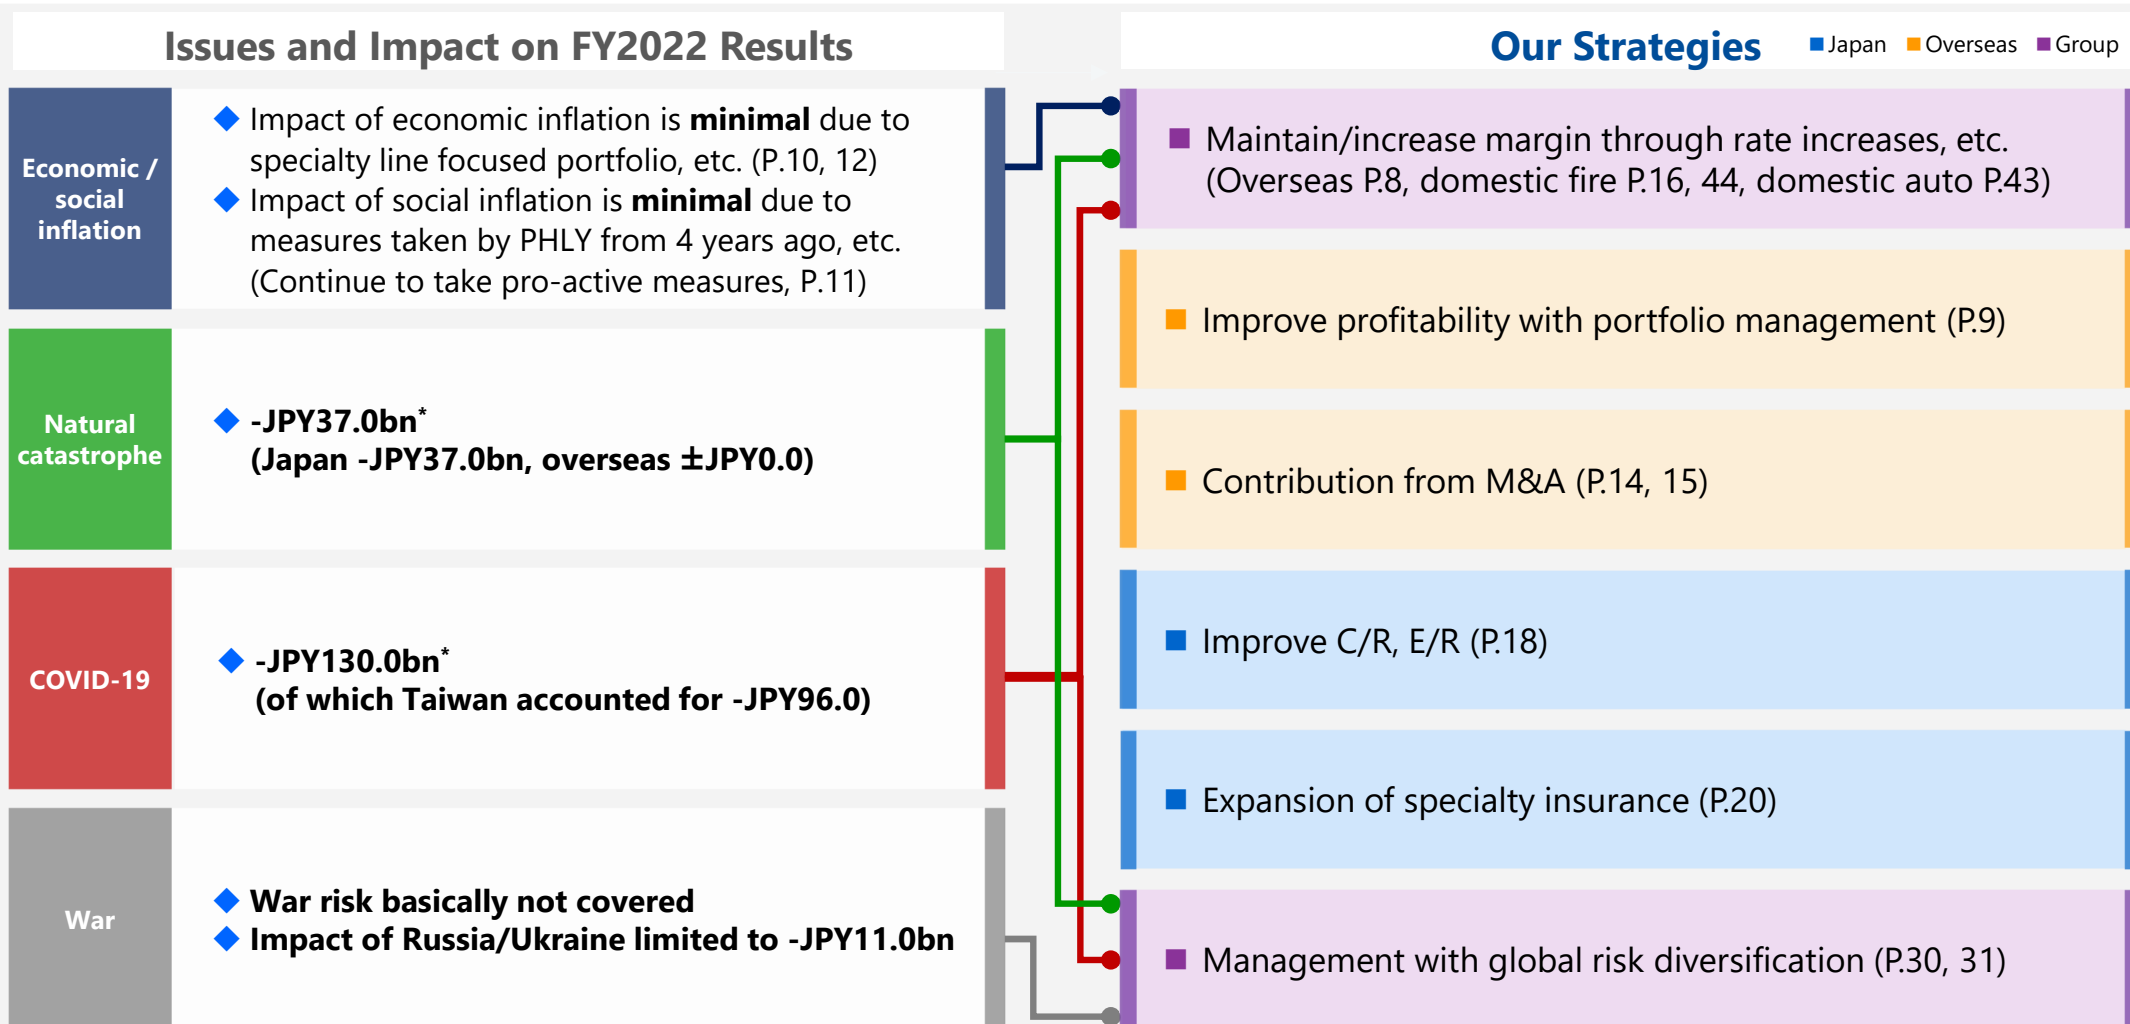 Issues and Impact on FY2022 Results
Economic /
social
inflation
Impact of economic inflation is minimal due to
specialty line focused portfolio, etc. (P.10, 12)
Impact of social inflation is minimal due to
measures taken by PHLY from 4 years ago, etc.
(Continue to take pro-active measures, P.11)
Natural
catastrophe
-JPY37.0bn*
(Japan -JPY37.0bn, overseas ±JPY0.0)
COVID-19
-JPY130.0bn*
(of which Taiwan accounted for -JPY96.0)
War
War risk basically not covered
Impact of Russia/Ukraine limited to -JPY11.0bn
Our Strategies
Japan Overseas Group
Maintain/increase margin through rate increases, etc.
(Overseas P.8, domestic fire P.16, 44, domestic auto P.43)
Improve profitability with portfolio management (P.9)
Contribution from M&A (P.14, 15)
Improve C/R, E/R (P.18)
Expansion of specialty insurance (P.20)
Management with global risk diversification (P.30, 31)